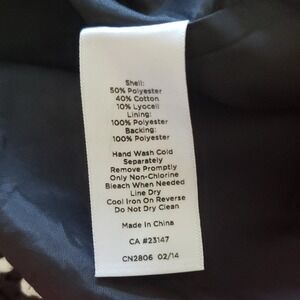 Shell:
50% Polyester
40% Cotton
10% Lyocell
Lining:
100% Polyester
Backing:
100% Polyester
Hand Wash Cold
Separately
Remove Promptly
Only Non-Chlorine
Bleach When Needed
Line Dry
Cool Iron On Reverse
Do Not Dry Clean
Made In China
CA #23147
CN2806 02/14